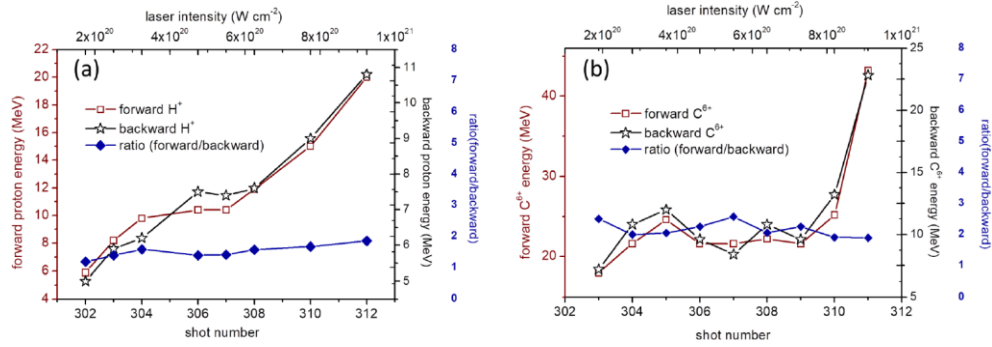 laser intensity (W cm⁻²)
2x10²⁰ 4x10²⁰ 6x10²⁰ 8x10²⁰ 1x10²¹
(a)
forward H⁺
backward H⁺
ratio (forward/backward)
forward proton energy (MeV)
22
20
18
16
14
12
10
8
6
4
backward proton energy (MeV)
11
10
9
8
7
6
5
ratio(forward/backward)
8
7
6
5
4
3
2
1
0
302 304 306 308 310 312
shot number
laser intensity (W cm⁻²)
2x10²⁰ 4x10²⁰ 6x10²⁰ 8x10²⁰ 1x10²¹
(b)
forward C⁶⁺
backward C⁶⁺
ratio (forward/backward)
forward C⁶⁺ energy (MeV)
40
30
20
backward C⁶⁺ energy (MeV)
25
20
15
10
5
ratio(forward/backward)
8
7
6
5
4
3
2
1
0
302 304 306 308 310 312
shot number